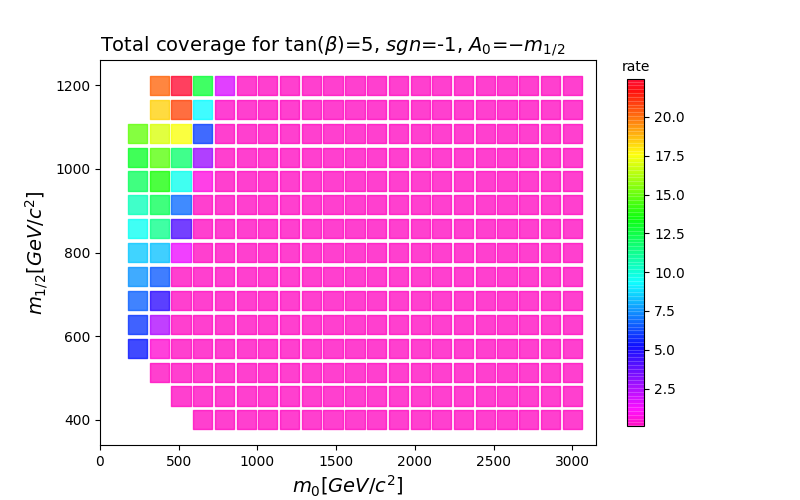 Total coverage for tan(β)=5, sgn=-1, A₀=−m₁/₂
rate
1200
1000
800
600
400
m₁/₂[GeV/c²]
20.0
17.5
15.0
12.5
10.0
7.5
5.0
2.5
0 500 1000 1500 2000 2500 3000
m₀[GeV/c²]